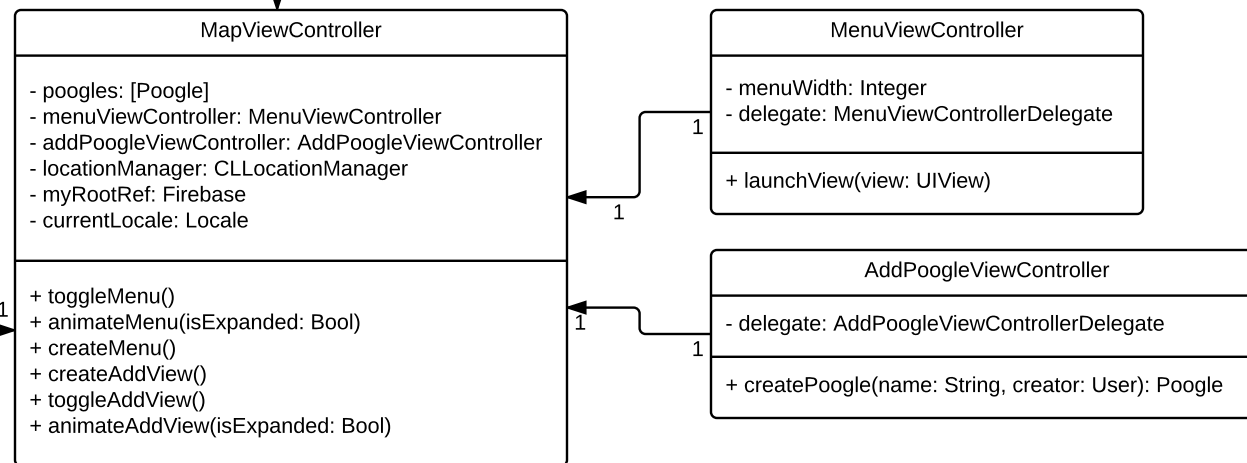 MapViewController
- poogles: [Poogle]
- menuViewController: MenuViewController
- addPoogleViewController: AddPoogleViewController
- locationManager: CLLocationManager
- myRootRef: Firebase
- currentLocale: Locale
+ toggleMenu()
+ animateMenu(isExpanded: Bool)
+ createMenu()
+ createAddView()
+ toggleAddView()
+ animateAddView(isExpanded: Bool)
1
1
1
1
1
MenuViewController
- menuWidth: Integer
- delegate: MenuViewControllerDelegate
+ launchView(view: UIView)
AddPoogleViewController
- delegate: AddPoogleViewControllerDelegate
+ createPoogle(name: String, creator: User): Poogle